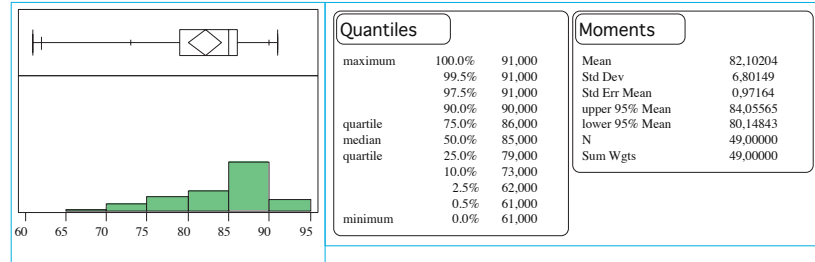 60 65 70 75 80 85 90 95
Quantiles
maximum 100.0% 91,000
99.5% 91,000
97.5% 91,000
90.0% 90,000
quartile 75.0% 86,000
median 50.0% 85,000
quartile 25.0% 79,000
10.0% 73,000
2.5% 62,000
0.5% 61,000
minimum 0.0% 61,000
Moments
Mean 82,10204
Std Dev 6,80149
Std Err Mean 0,97164
upper 95% Mean 84,05565
lower 95% Mean 80,14843
N 49,00000
Sum Wgts 49,00000